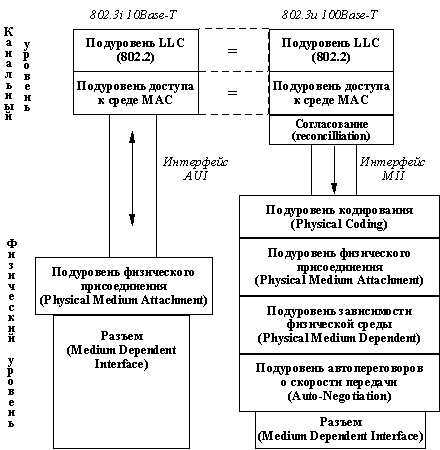 802.3i 10Base-T
802.3u 100Base-T
Канальный
уровень
Подуровень LLC
(802.2)
=
Подуровень LLC
(802.2)
Подуровень доступа
к среде MAC
=
Подуровень доступа
к среде MAC
Согласование
(reconcilliation)
Интерфейс
AUI
Интерфейс
MII
Физический уровень
Подуровень физического
присоединения
(Physical Medium Attachment)
Разъем
(Medium Dependent
Interface)
Подуровень кодирования
(Physical Coding)
Подуровень физического
присоединения
(Physical Medium Attachment)
Подуровень зависимости
физической среды
(Physical Medium Dependent)
Подуровень автопереговоров
о скорости передачи
(Auto-Negotiation)
Разъем
(Medium Dependent Interface)